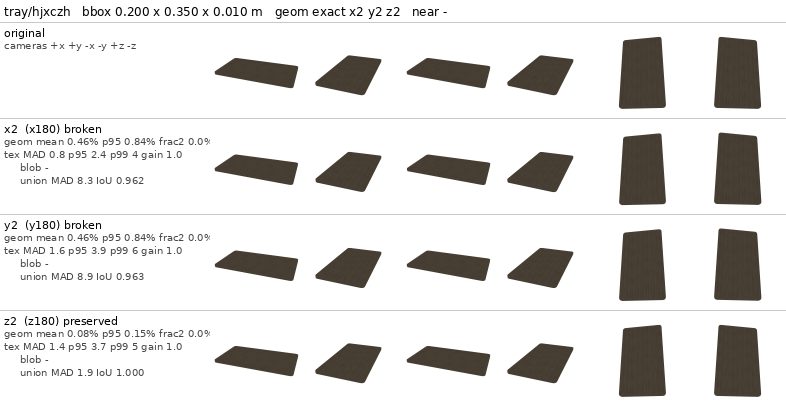 tray/hjxczh   bbox 0.200 x 0.350 x 0.010 m   geom exact x2 y2 z2   near -
original
cameras +x +y -x -y +z -z
x2  (x180) broken
geom mean 0.46% p95 0.84% frac2 0.0%
tex MAD 0.8 p95 2.4 p99 4 gain 1.0
blob -
union MAD 8.3 IoU 0.962
y2  (y180) broken
geom mean 0.46% p95 0.84% frac2 0.0%
tex MAD 1.6 p95 3.9 p99 6 gain 1.0
blob -
union MAD 8.9 IoU 0.963
z2  (z180) preserved
geom mean 0.08% p95 0.15% frac2 0.0%
tex MAD 1.4 p95 3.7 p99 5 gain 1.0
blob -
union MAD 1.9 IoU 1.000